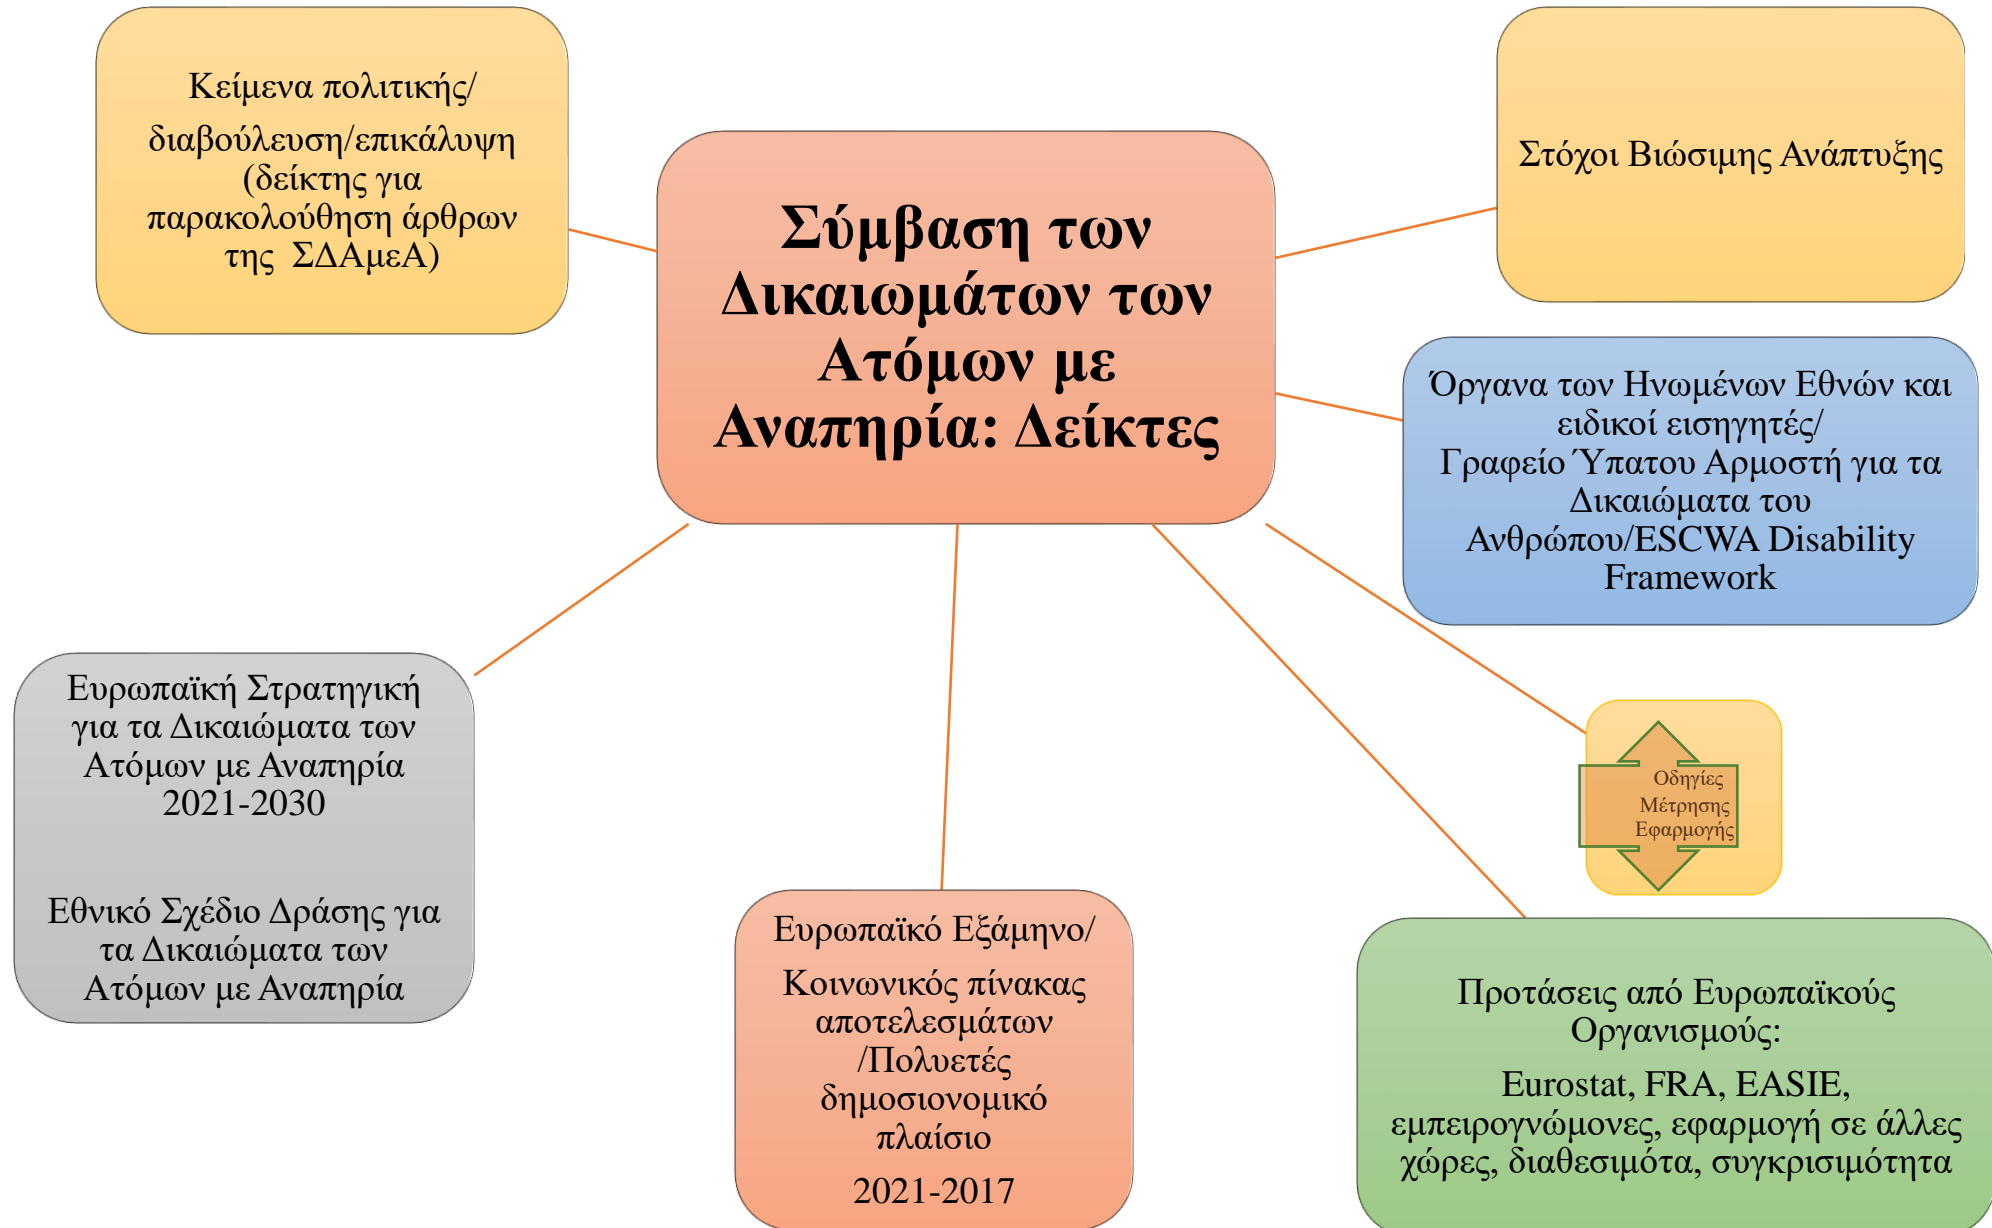 Κείμενα πολιτικής/
διαβούλευση/επικάλυψη
(δείκτης για
παρακολούθηση άρθρων
της ΣΔΑμεΑ)
Σύμβαση των
Δικαιωμάτων των
Ατόμων με
Αναπηρία: Δείκτες
Στόχοι Βιώσιμης Ανάπτυξης
Όργανα των Ηνωμένων Εθνών και
ειδικοί εισηγητές/
Γραφείο Ύπατου Αρμοστή για τα
Δικαιώματα του
Ανθρώπου/ESCWA Disability
Framework
Ευρωπαϊκή Στρατηγική
για τα Δικαιώματα των
Ατόμων με Αναπηρία
2021-2030
Εθνικό Σχέδιο Δράσης για
τα Δικαιώματα των
Ατόμων με Αναπηρία
Ευρωπαϊκό Εξάμηνο/
Κοινωνικός πίνακας
αποτελεσμάτων
/Πολυετές
δημοσιονομικό
πλαίσιο
2021-2017
Οδηγίες
Μέτρησης
Εφαρμογής
Προτάσεις από Ευρωπαϊκούς
Οργανισμούς:
Eurostat, FRA, EASIE,
εμπειρογνώμονες, εφαρμογή σε άλλες
χώρες, διαθεσιμότα, συγκρισιμότητα